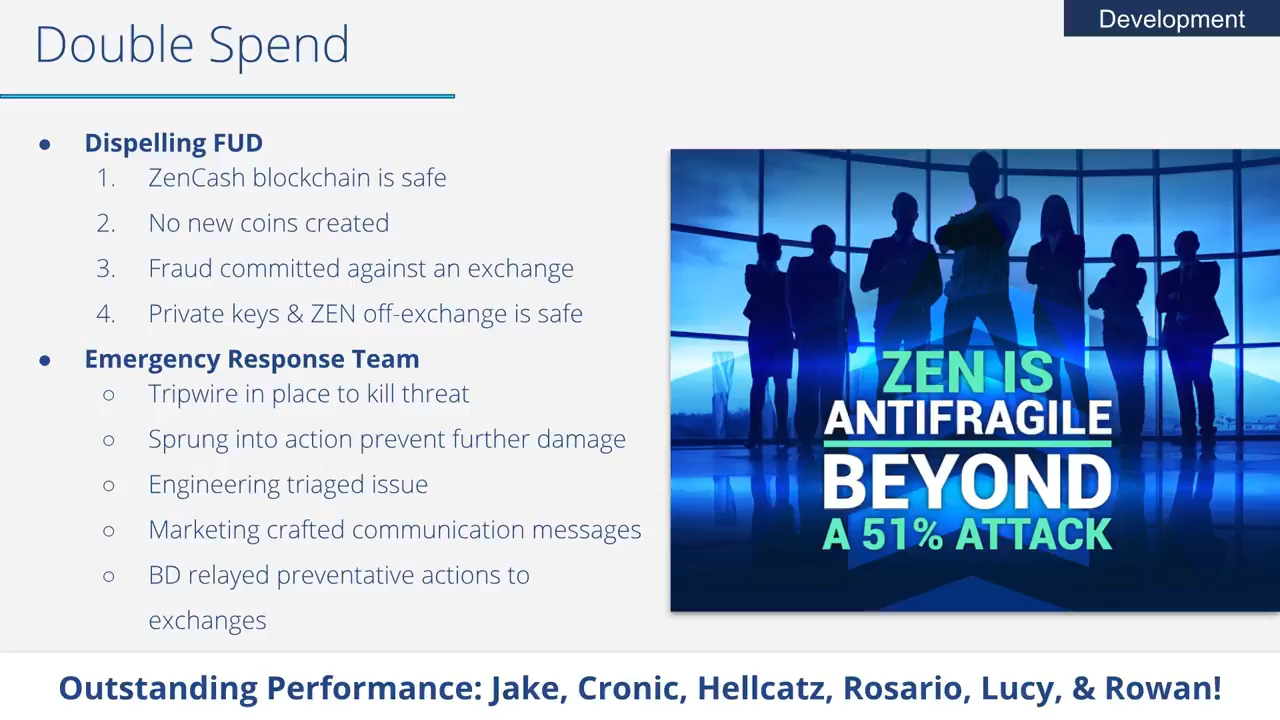 Double Spend
Development
● Dispelling FUD
1. ZenCash blockchain is safe
2. No new coins created
3. Fraud committed against an exchange
4. Private keys & ZEN off-exchange is safe
● Emergency Response Team
○ Tripwire in place to kill threat
○ Sprung into action prevent further damage
○ Engineering triaged issue
○ Marketing crafted communication messages
○ BD relayed preventative actions to
exchanges
ZEN IS
ANTIFRAGILE
BEYOND
A 51% ATTACK
Outstanding Performance: Jake, Cronic, Hellcatz, Rosario, Lucy, & Rowan!